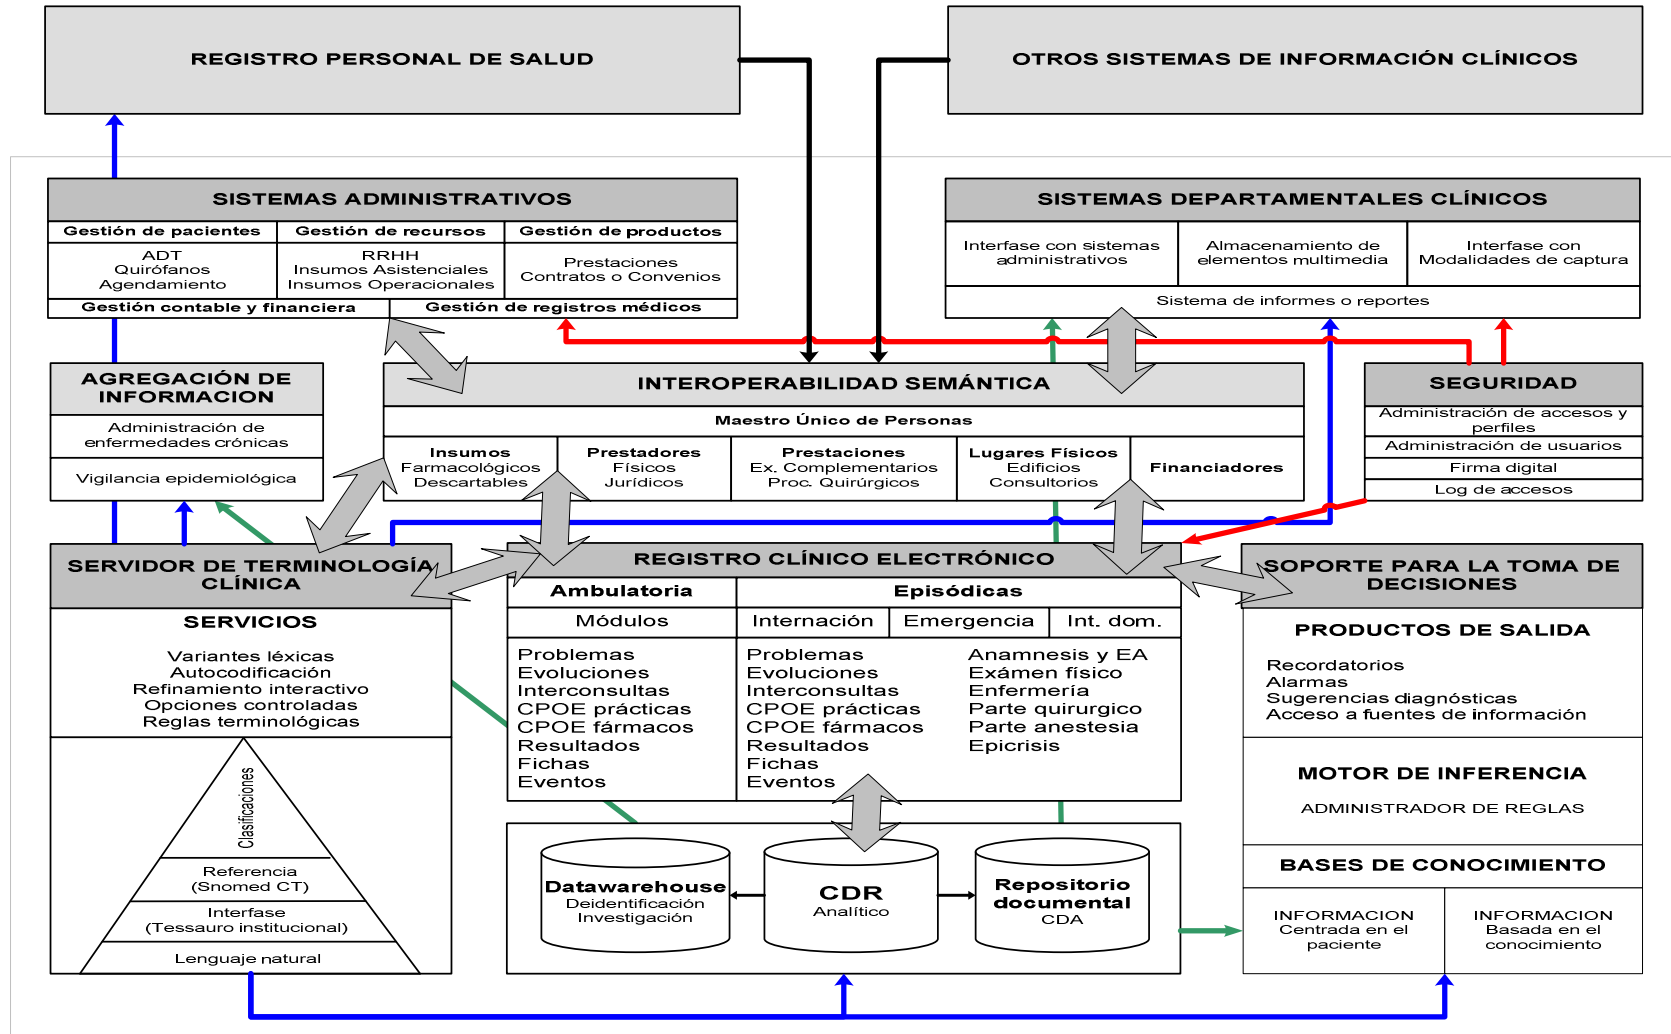 REGISTRO PERSONAL DE SALUD
OTROS SISTEMAS DE INFORMACIÓN CLÍNICOS
SISTEMAS ADMINISTRATIVOS
Gestión de pacientes
Gestión de recursos
Gestión de productos
ADT
Quirófanos
Agendamiento
RRHH
Insumos Asistenciales
Insumos Operacionales
Prestaciones
Contratos o Convenios
Gestión contable y financiera
Gestión de registros médicos
SISTEMAS DEPARTAMENTALES CLÍNICOS
Interfase con sistemas
administrativos
Almacenamiento de
elementos multimedia
Interfase con
Modalidades de captura
Sistema de informes o reportes
AGREGACIÓN DE
INFORMACION
Administración de
enfermedades crónicas
Vigilancia epidemiológica
INTEROPERABILIDAD SEMÁNTICA
Maestro Único de Personas
Insumos
Farmacológicos
Descartables
Prestadores
Físicos
Jurídicos
Prestaciones
Ex. Complementarios
Proc. Quirúrgicos
Lugares Físicos
Edificios
Consultorios
Financiadores
SEGURIDAD
Administración de accesos y
perfiles
Administración de usuarios
Firma digital
Log de accesos
SERVIDOR DE TERMINOLOGÍA
CLÍNICA
SERVICIOS
Variantes léxicas
Autocodificación
Refinamiento interactivo
Opciones controladas
Reglas terminológicas
Clasificaciones
Referencia
(Snomed CT)
Interfase
(Tessauro institucional)
Lenguaje natural
REGISTRO CLÍNICO ELECTRÓNICO
Ambulatoria
Episódicas
Módulos
Internación
Emergencia
Int. dom.
Problemas
Evoluciones
Interconsultas
CPOE prácticas
CPOE fármacos
Resultados
Fichas
Eventos
Problemas
Evoluciones
Interconsultas
CPOE prácticas
CPOE fármacos
Resultados
Fichas
Eventos
Anamnesis y EA
Exámen físico
Enfermería
Parte quirurgico
Parte anestesia
Epicrisis
Datawarehouse
Deidentificación
Investigación
CDR
Analítico
Repositorio
documental
CDA
SOPORTE PARA LA TOMA DE
DECISIONES
PRODUCTOS DE SALIDA
Recordatorios
Alarmas
Sugerencias diagnósticas
Acceso a fuentes de información
MOTOR DE INFERENCIA
ADMINISTRADOR DE REGLAS
BASES DE CONOCIMIENTO
INFORMACION
Centrada en el
paciente
INFORMACION
Basada en el
conocimiento